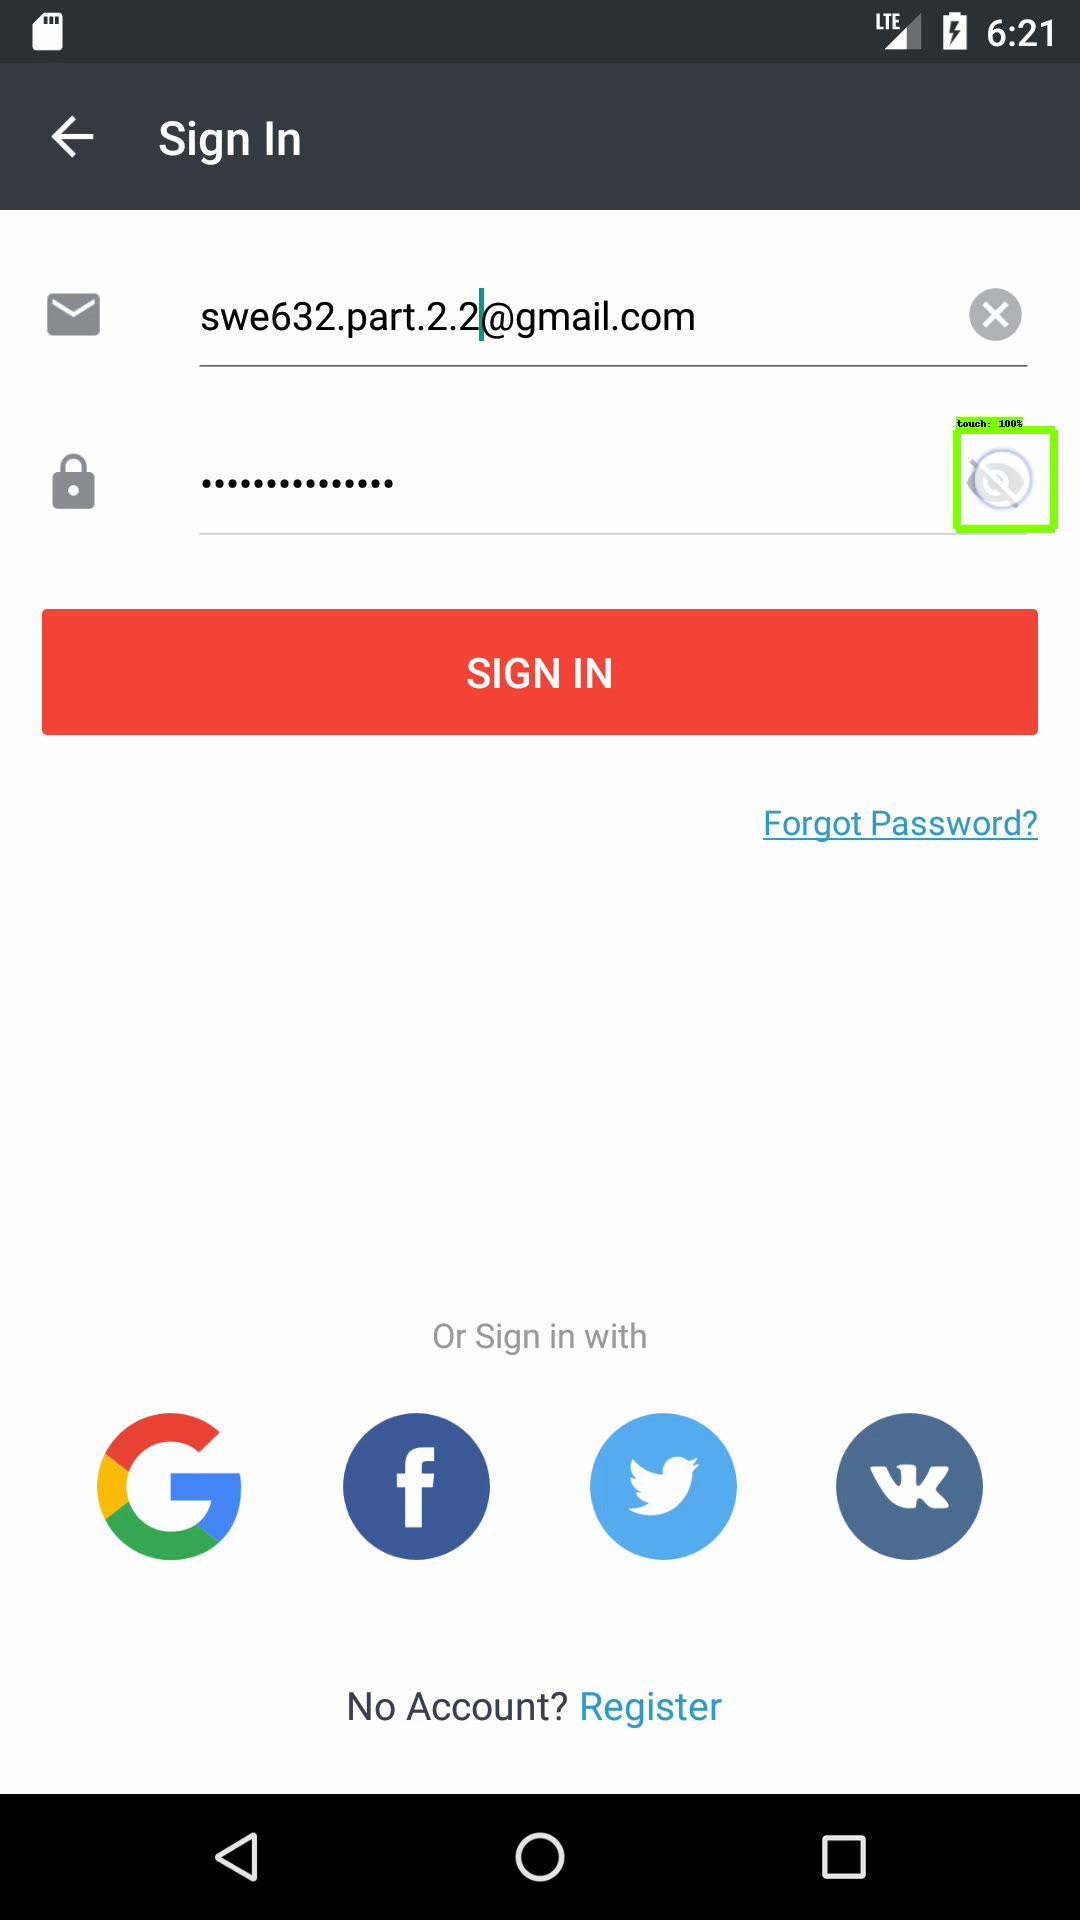 LTE 6:21
Sign In
swe632.part.2.2@gmail.com
touch: 100%
•••••••••••••••
SIGN IN
Forgot Password?
Or Sign in with
No Account? Register